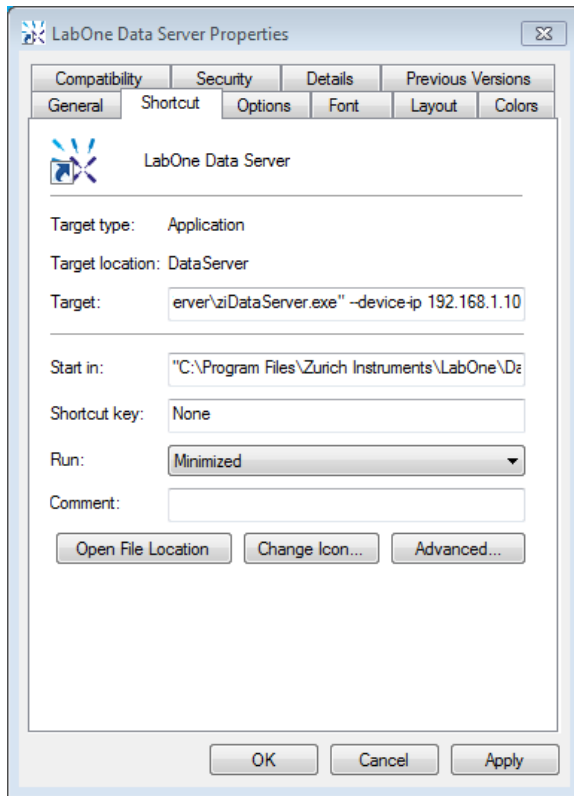 LabOne Data Server Properties
Compatibility Security Details Previous Versions
General Shortcut Options Font Layout Colors
LabOne Data Server
Target type: Application
Target location: DataServer
Target: erver\ziDataServer.exe" --device-ip 192.168.1.10
Start in: "C:\Program Files\Zurich Instruments\LabOne\Da
Shortcut key: None
Run: Minimized
Comment:
Open File Location Change Icon... Advanced...
OK Cancel Apply